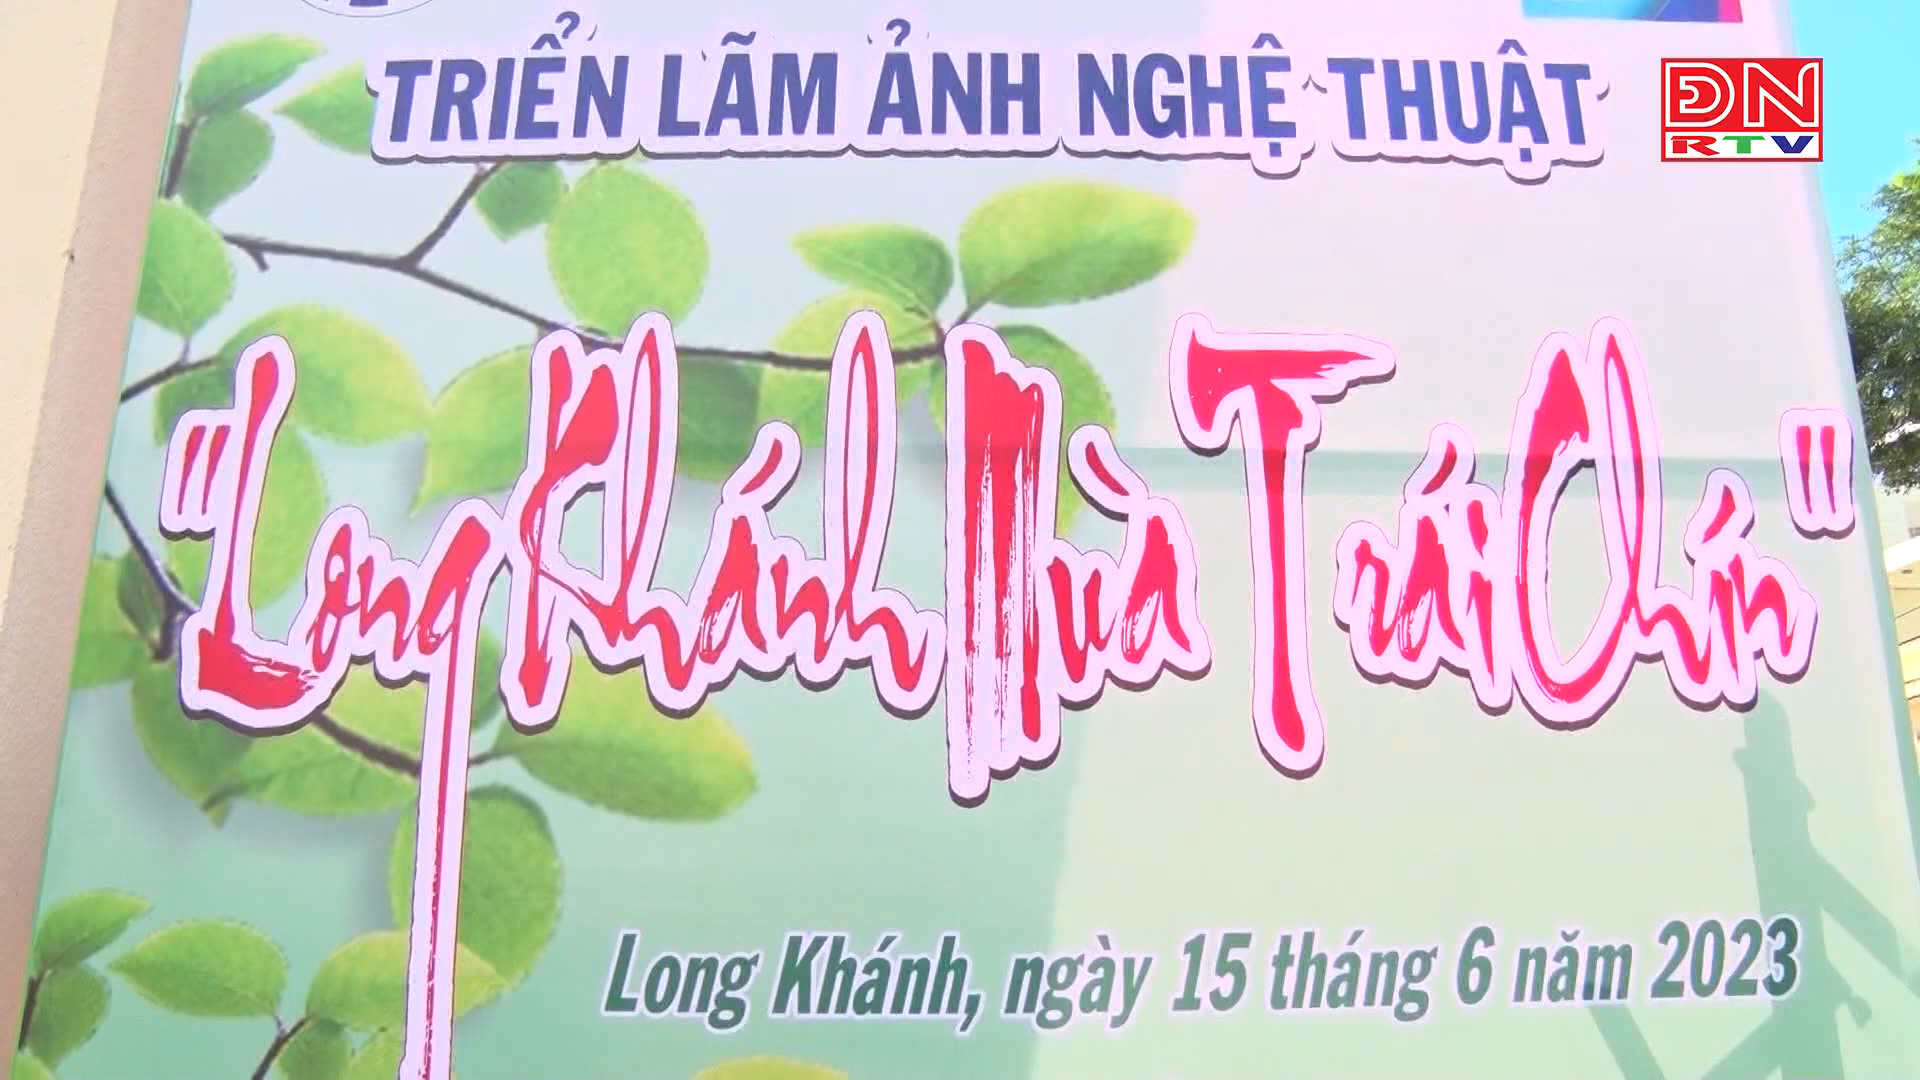 TRIỂN LÃM ẢNH NGHỆ THUẬT
ĐN
RTV
"Long Khánh Mùa Trái Chín"
Long Khánh, ngày 15 tháng 6 năm 2023